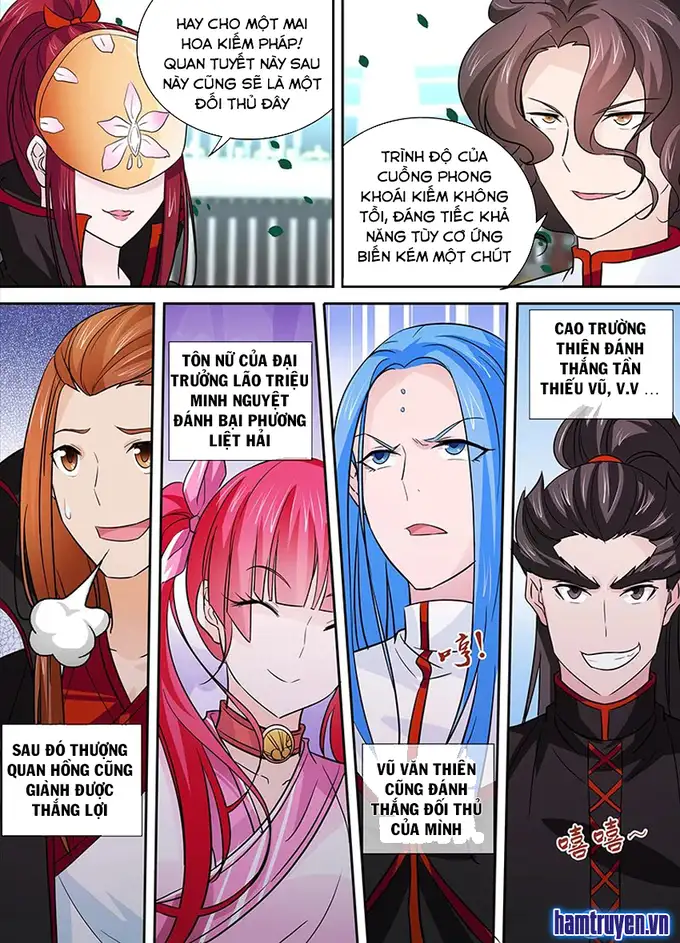 HAY CHO MỘT MAI
HOA KIẾM PHÁP!
QUAN TUYẾT NÀY SAU
NÀY CŨNG SẼ LÀ MỘT
ĐỐI THỦ ĐÂY
TRÌNH ĐỘ CỦA
CUỒNG PHONG
KHOÁI KIẾM KHÔNG
TỒI, ĐÁNG TIẾC KHẢ
NĂNG TÙY CƠ ỨNG
BIẾN KÉM MỘT CHÚT
SAU ĐÓ THƯỢNG
QUAN HỒNG CŨNG
GIÀNH ĐƯỢC
THẮNG LỢI
TÔN NỮ CỦA ĐẠI
TRƯỞNG LÃO TRIỆU
MINH NGUYỆT
ĐÁNH BẠI PHƯƠNG
LIỆT HẢI
哼!
VŨ VĂN THIÊN
CŨNG ĐÁNH
THẮNG ĐỐI THỦ
CỦA MÌNH
CAO TRƯỜNG
THIÊN ĐÁNH
THẮNG TẦN
THIẾU VŨ, V.V ...
嘻嘻~
hamtruyen.vn